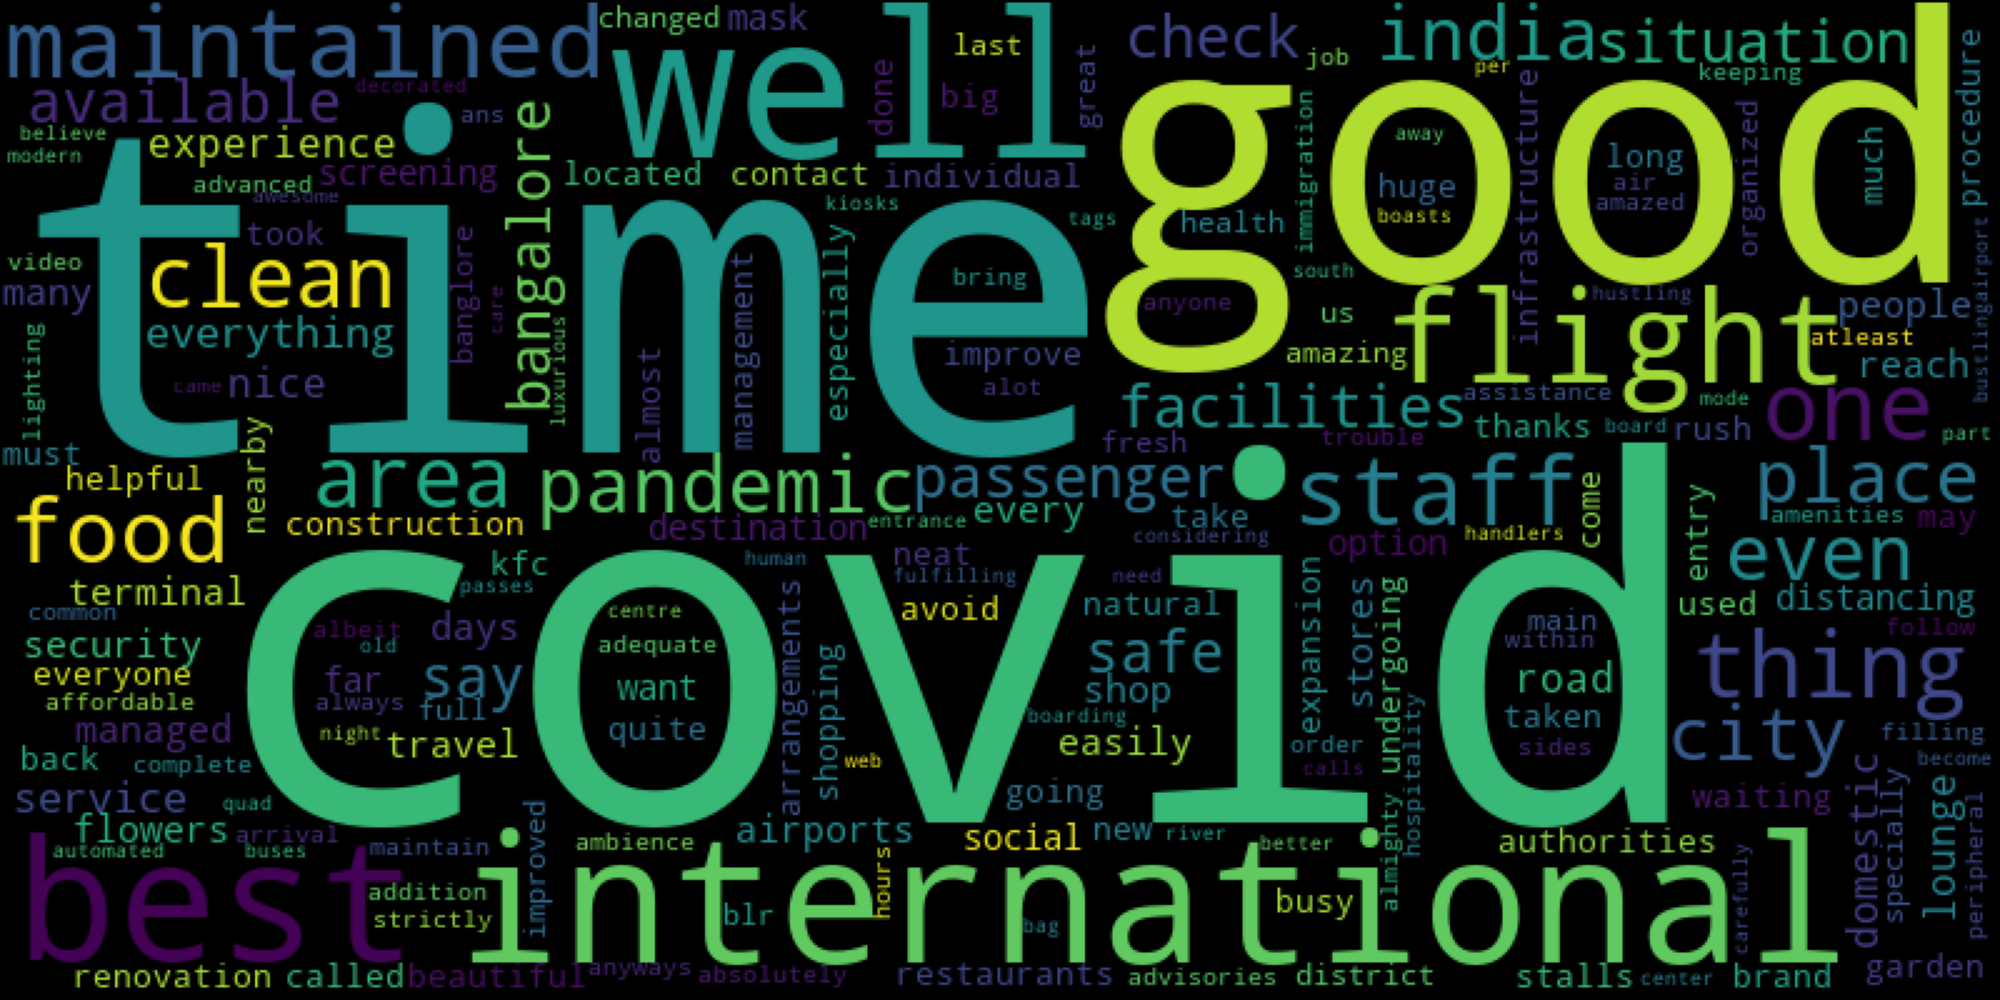 maintained
changed
mask
well
last
check
job
india
situation
good
per
keeping
procedure
available
decorated
ans
bangalore
done
big
great
believe
modern
experience
time
screening
advanced
awesome
located
contact
individual
kiosks
tags
immigration
infrastructure
away
huge
boasts
long
air
amazed
organized
much
health
south
took
clean
video
many
everything
banglore
care
luxurious
management
especially
bring
improve
alot
almost
anyone
us
amazing
flight
hustling
people
atleast
reach
bustlingairport
lighting
came
nice
must
facilities
assistance
mode
one
thanks
board
rush
part
fresh
trouble
helpful
nearby
area
pandemic
passenger
covid
staff
come
place
food
construction
destination
entrance
every
take
considering
option
handlers
entry
amenities
may
even
kfc
passes
human
neat
fulfilling
need
terminal
common
centre
avoid
natural
expansion
stores
undergoing
used
distancing
security
albeit
old
days
adequate
arrangements
safe
main
within
follow
everyone
affordable
far
always
say
full
want
quite
shopping
shop
boarding
road
taken
sides
thing
city
managed
night
travel
web
easily
order
calls
hospitality
filling
become
back
complete
service
quad
going
waiting
domestic
specially
lounge
peripheral
flowers
arrival
improved
airports
social
new
river
almighty
authorities
automated
buses
maintain
ambience
better
best
international
hours
addition
strictly
blr
bag
busy
carefully
renovation
called
beautiful
anyways
absolutely
restaurants
advisories
district
stalls
center
brand
garden